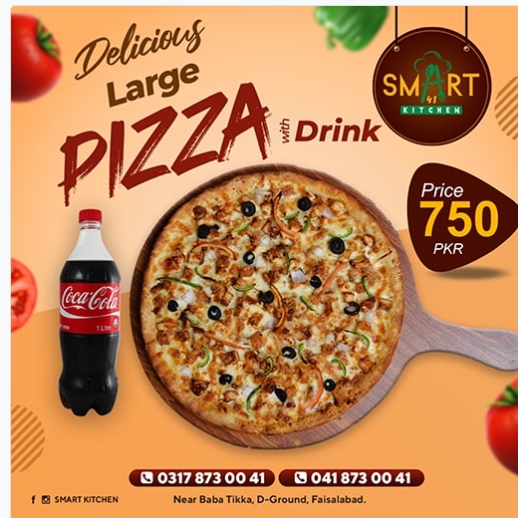 Delicious
Large
PIZZA with Drink
SMART
41
KITCHEN
Price
750
PKR
Coca-Cola
1 Litre
0317 873 00 41
041 873 00 41
SMART KITCHEN
Near Baba Tikka, D-Ground, Faisalabad.